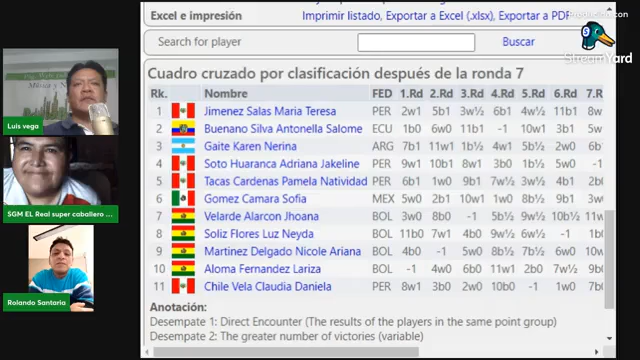 Excel e impresión Imprimir listado, Exportar a Excel (.xlsx), Exportar a PDF
StreamYard
Search for player Buscar
Cuadro cruzado por clasificación después de la ronda 7
Rk. Nombre FED 1.Rd 2.Rd 3.Rd 4.Rd 5.Rd 6.Rd 7.R
1 Jimenez Salas Maria Teresa PER 2w1 5b1 3w½ 6b1 4w½ 11b1 8w
2 Buenano Silva Antonella Salome ECU 1b0 6w0 11b1 -1 10w1 3b1 5w
3 Gaite Karen Nerina ARG 7b1 11w1 1b½ 4w1 5b½ 2w0 6b
4 Soto Huaranca Adriana Jakeline PER 9w1 10b1 8w1 3b0 1b½ 5w0 -1
5 Tacas Cardenas Pamela Natividad PER 6b1 1w0 9b1 7w½ 3w½ 4b1 2b
6 Gomez Camara Sofia MEX 5w0 2b1 10w1 1w0 8b½ 9b1 3w
7 Velarde Alarcon Jhoana BOL 3w0 8b0 -1 5b½ 9w½ 10b½ 11w
8 Soliz Flores Luz Neyda BOL 11b0 7w1 4b0 9w½ 6w½ -1 1b
9 Martinez Delgado Nicole Ariana BOL 4b0 -1 5w0 8b½ 7b½ 6w0 10w
10 Aloma Fernandez Lariza BOL -1 4w0 6b0 11w1 2b0 7w½ 9b
11 Chile Vela Claudia Daniela PER 8w1 3b0 2w0 10b0 -1 1w0 7b
Anotación:
Desempate 1: Direct Encounter (The results of the players in the same point group)
Desempate 2: The greater number of victories (variable)
Luis vega
SGM EL Real super caballero ...
Rolando Santaria